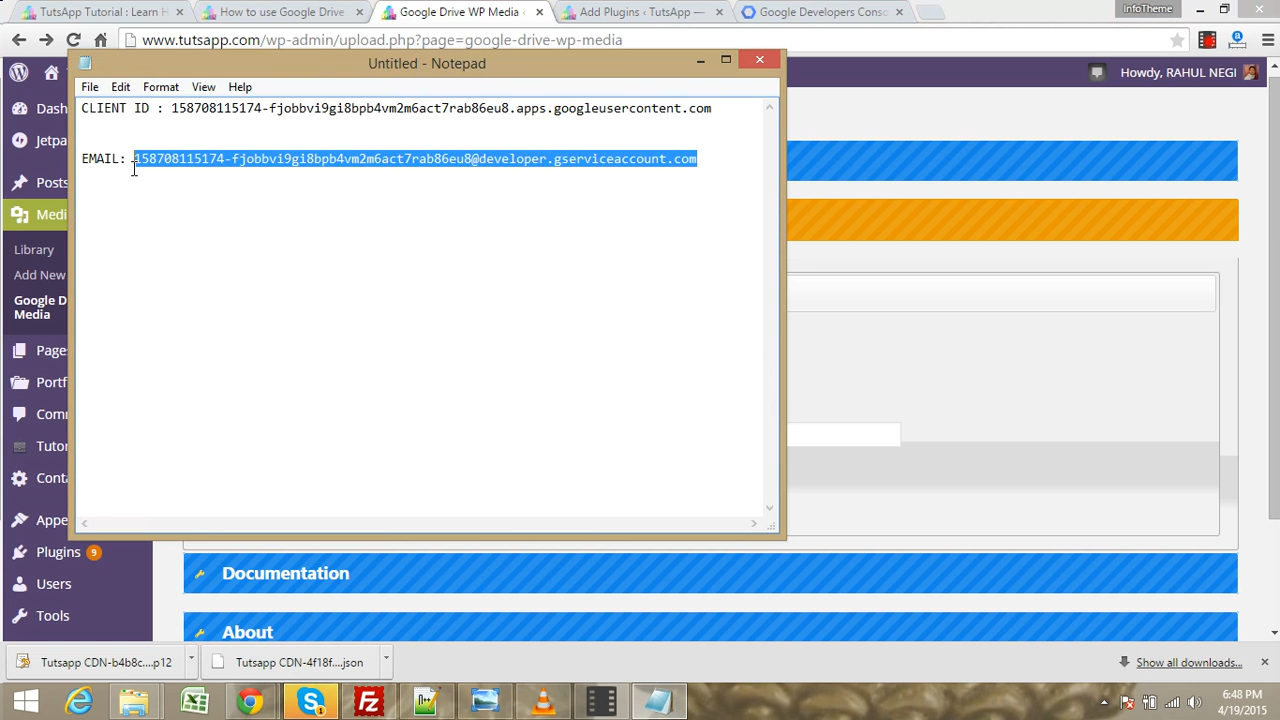 TutsApp Tutorial : Learn H
How to use Google Drive
Google Drive WP Media ‹
Add Plugins ‹ TutsApp —
Google Developers Conso
InfoTheme
www.tutsapp.com/wp-admin/upload.php?page=google-drive-wp-media
Untitled - Notepad
Howdy, RAHUL NEGI
File Edit Format View Help
CLIENT ID : 158708115174-fjobbvi9gi8bpb4vm2m6act7rab86eu8.apps.googleusercontent.com
EMAIL: 158708115174-fjobbvi9gi8bpb4vm2m6act7rab86eu8@developer.gserviceaccount.com
Dash
Jetpa
Posts
Medi
Library
Add New
Google D
Media
Page
Portf
Comm
Tutor
Conta
Appe
Plugins 9
Users
Tools
Documentation
About
Tutsapp CDN-b4b8c....p12
Tutsapp CDN-4f18f....json
Show all downloads...
6:48 PM
4/19/2015